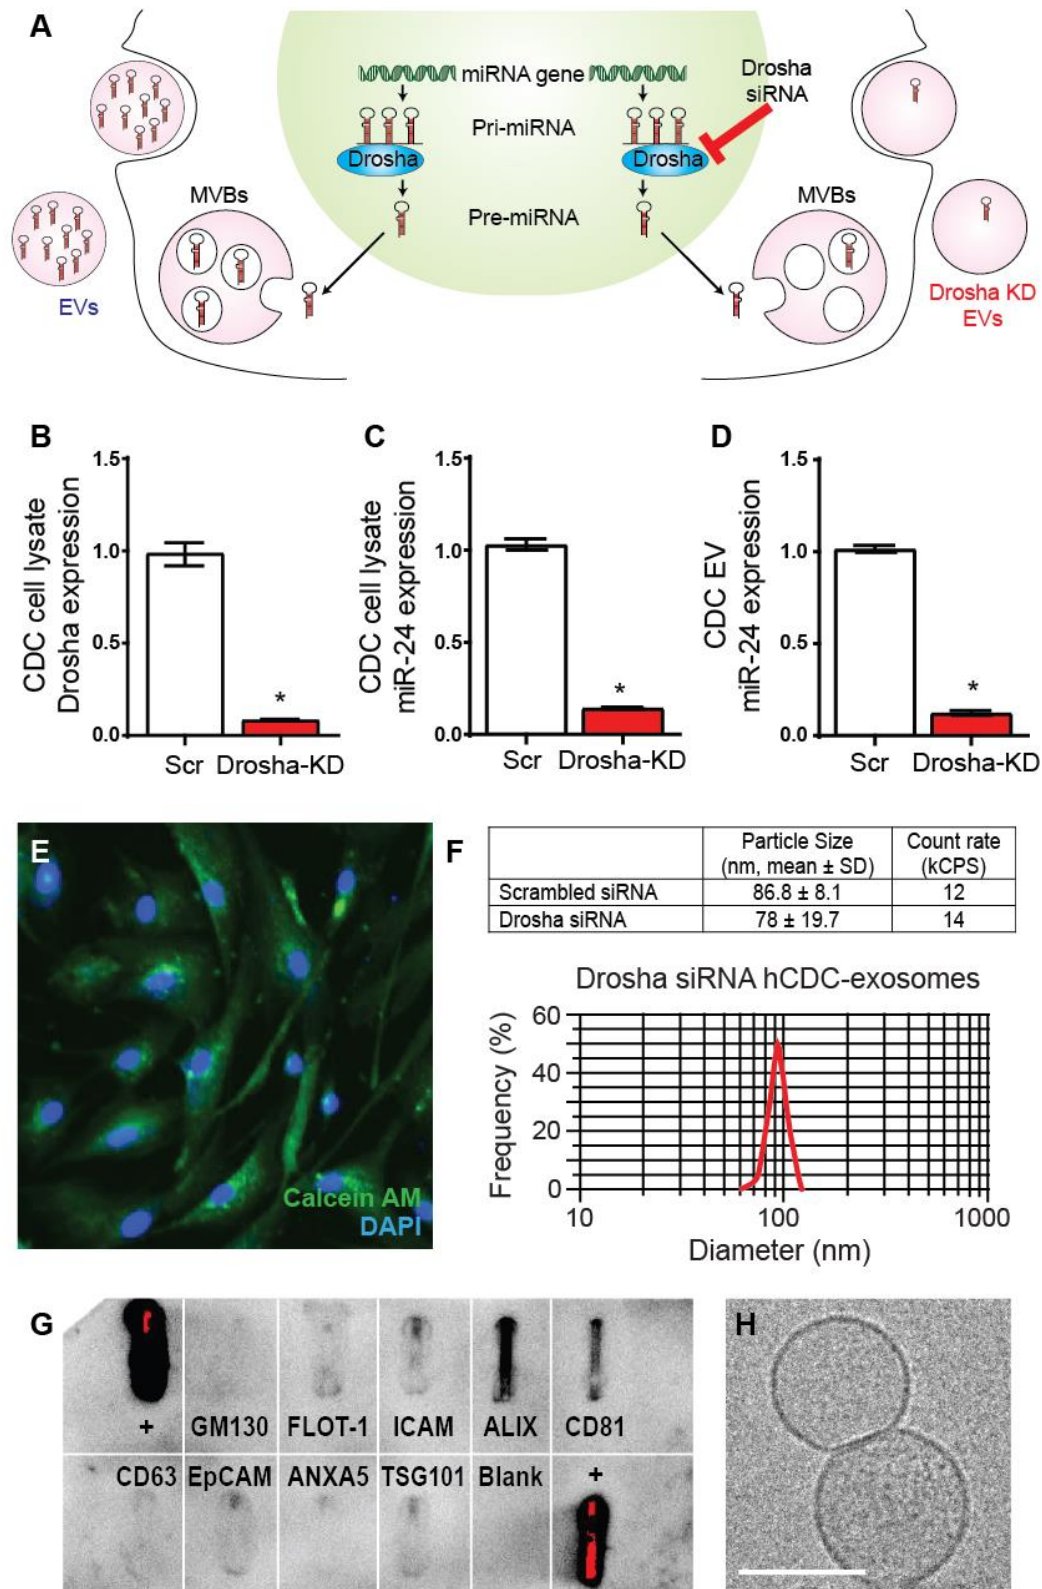 A
miRNA gene
Drosha
siRNA
Pri-miRNA
Drosha
Drosha
MVBs
Pre-miRNA
MVBs
EVs
Drosha KD
EVs
B
CDC cell lysate
Drosha expression
1.5
1.0
0.5
0.0
*
Scr Drosha-KD
C
CDC cell lysate
miR-24 expression
1.5
1.0
0.5
0.0
*
Scr Drosha-KD
D
CDC EV
miR-24 expression
1.5
1.0
0.5
0.0
*
Scr Drosha-KD
E
Calcein AM
DAPI
F
Particle Size
(nm, mean ± SD)
Count rate
(kCPS)
Scrambled siRNA 86.8 ± 8.1 12
Drosha siRNA 78 ± 19.7 14
Drosha siRNA hCDC-exosomes
Frequency (%)
60
40
20
0
10 100 1000
Diameter (nm)
G
+ GM130 FLOT-1 ICAM ALIX CD81
CD63 EpCAM ANXA5 TSG101 Blank +
H